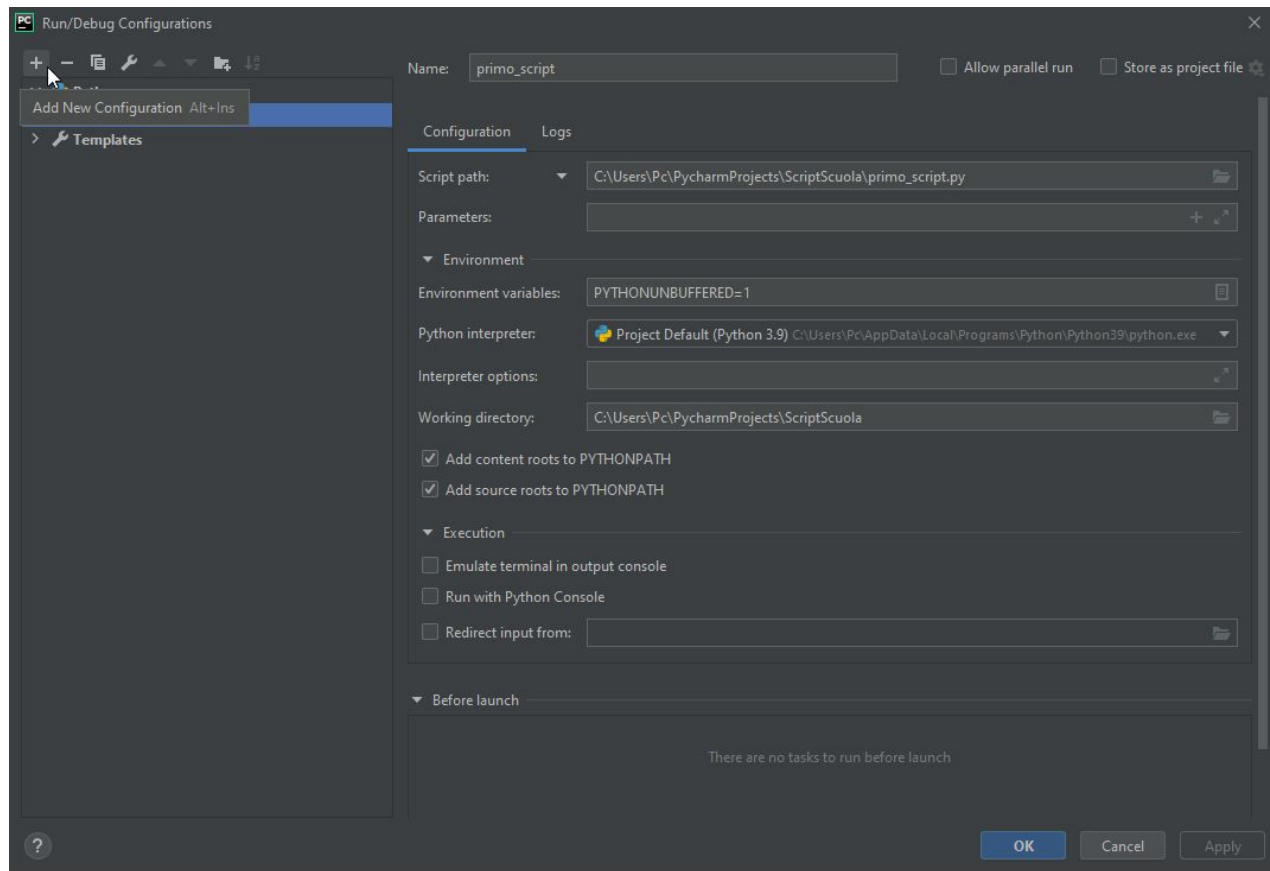 PC Run/Debug Configurations
Name: primo_script
Allow parallel run
Store as project file
Add New Configuration Alt+Ins
Templates
Configuration Logs
Script path: C:\Users\Pc\PycharmProjects\ScriptScuola\primo_script.py
Parameters:
Environment
Environment variables: PYTHONUNBUFFERED=1
Python interpreter: Project Default (Python 3.9) C:\Users\Pc\AppData\Local\Programs\Python\Python39\python.exe
Interpreter options:
Working directory: C:\Users\Pc\PycharmProjects\ScriptScuola
Add content roots to PYTHONPATH
Add source roots to PYTHONPATH
Execution
Emulate terminal in output console
Run with Python Console
Redirect input from:
Before launch
There are no tasks to run before launch
? OK Cancel Apply